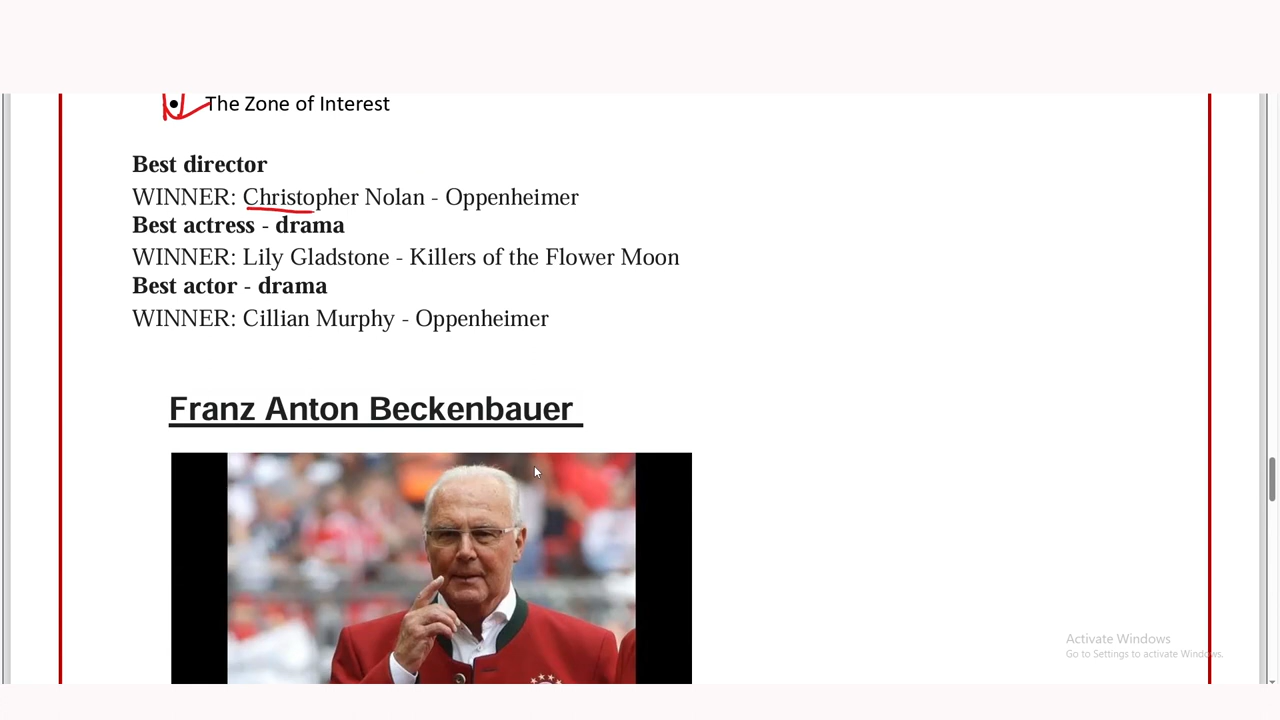 The Zone of Interest
Best director
WINNER: Christopher Nolan - Oppenheimer
Best actress - drama
WINNER: Lily Gladstone - Killers of the Flower Moon
Best actor - drama
WINNER: Cillian Murphy - Oppenheimer
Franz Anton Beckenbauer
Activate Windows
Go to Settings to activate Windows.